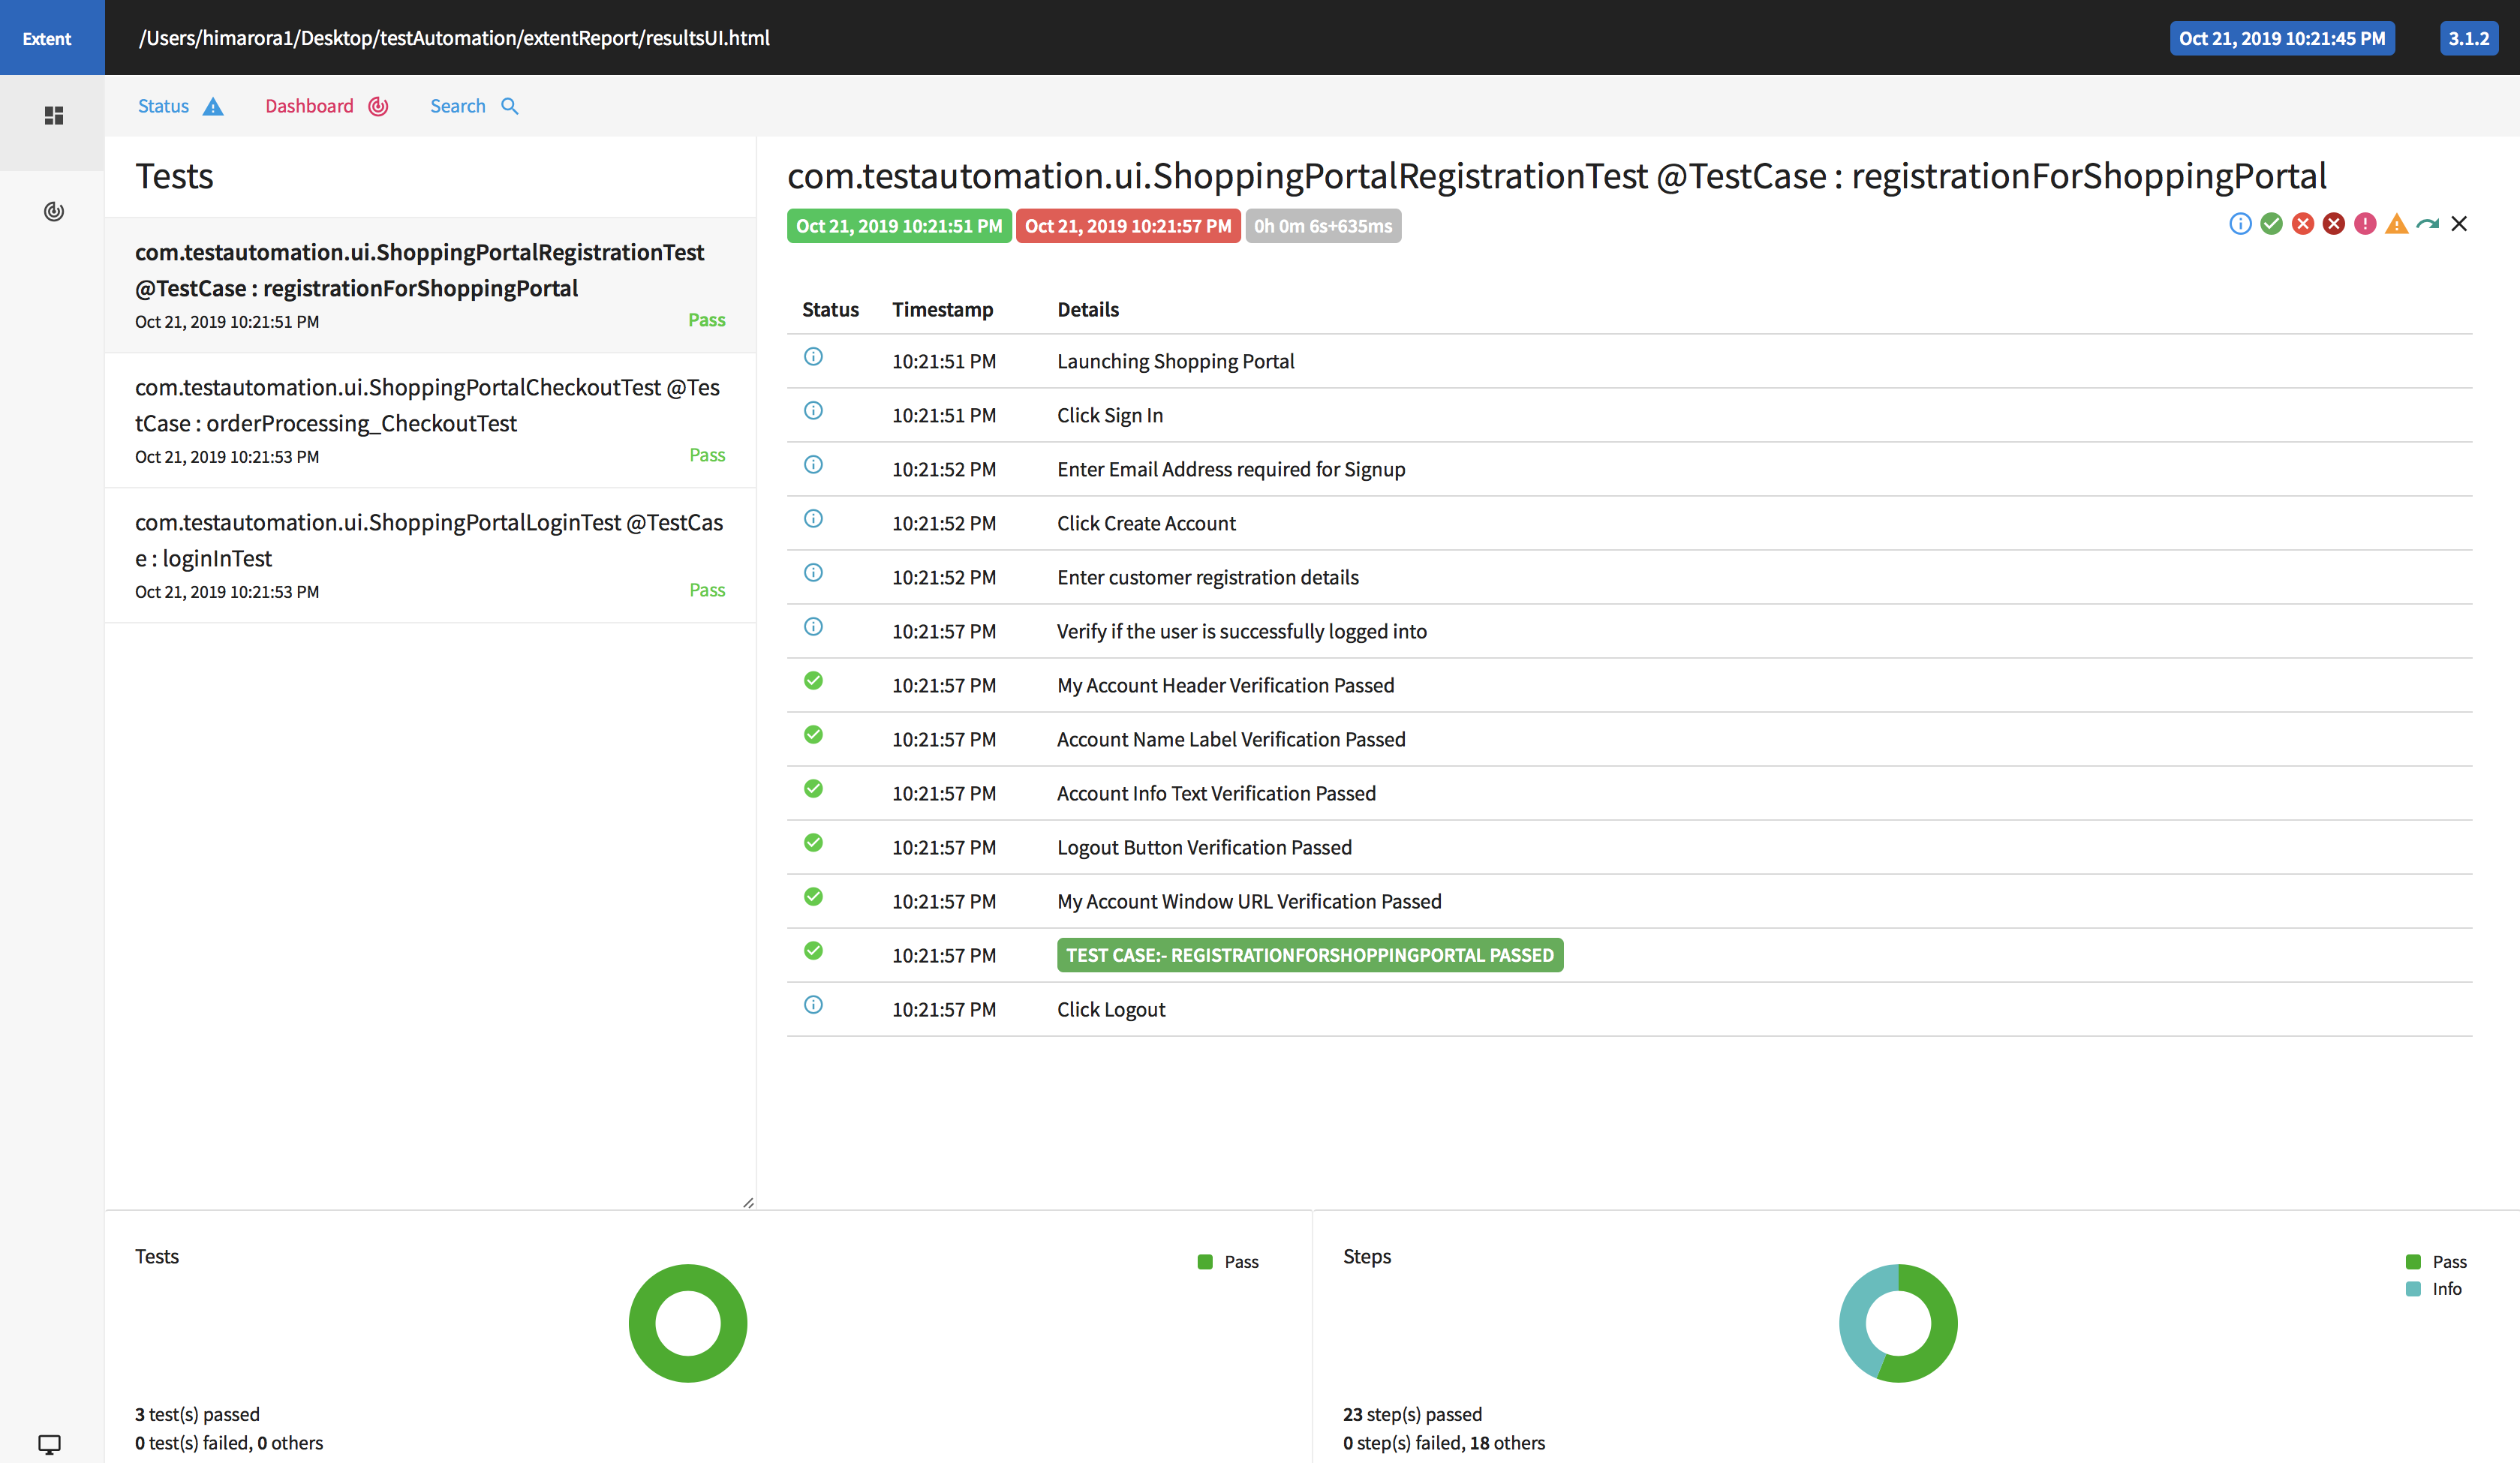 Extent
/Users/himarora1/Desktop/testAutomation/extentReport/resultsUI.html
Oct 21, 2019 10:21:45 PM
3.1.2
Status
Dashboard
Search
Tests
com.testautomation.ui.ShoppingPortalRegistrationTest
@TestCase : registrationForShoppingPortal
Oct 21, 2019 10:21:51 PM
Pass
com.testautomation.ui.ShoppingPortalCheckoutTest @Tes
tCase : orderProcessing_CheckoutTest
Oct 21, 2019 10:21:53 PM
Pass
com.testautomation.ui.ShoppingPortalLoginTest @TestCas
e : loginInTest
Oct 21, 2019 10:21:53 PM
Pass
com.testautomation.ui.ShoppingPortalRegistrationTest @TestCase : registrationForShoppingPortal
Oct 21, 2019 10:21:51 PM Oct 21, 2019 10:21:57 PM 0h 0m 6s+635ms
Status Timestamp Details
10:21:51 PM Launching Shopping Portal
10:21:51 PM Click Sign In
10:21:52 PM Enter Email Address required for Signup
10:21:52 PM Click Create Account
10:21:52 PM Enter customer registration details
10:21:57 PM Verify if the user is successfully logged into
10:21:57 PM My Account Header Verification Passed
10:21:57 PM Account Name Label Verification Passed
10:21:57 PM Account Info Text Verification Passed
10:21:57 PM Logout Button Verification Passed
10:21:57 PM My Account Window URL Verification Passed
10:21:57 PM TEST CASE:- REGISTRATIONFORSHOPPINGPORTAL PASSED
10:21:57 PM Click Logout
Tests
Pass
3 test(s) passed
0 test(s) failed, 0 others
Steps
Pass
Info
23 step(s) passed
0 step(s) failed, 18 others